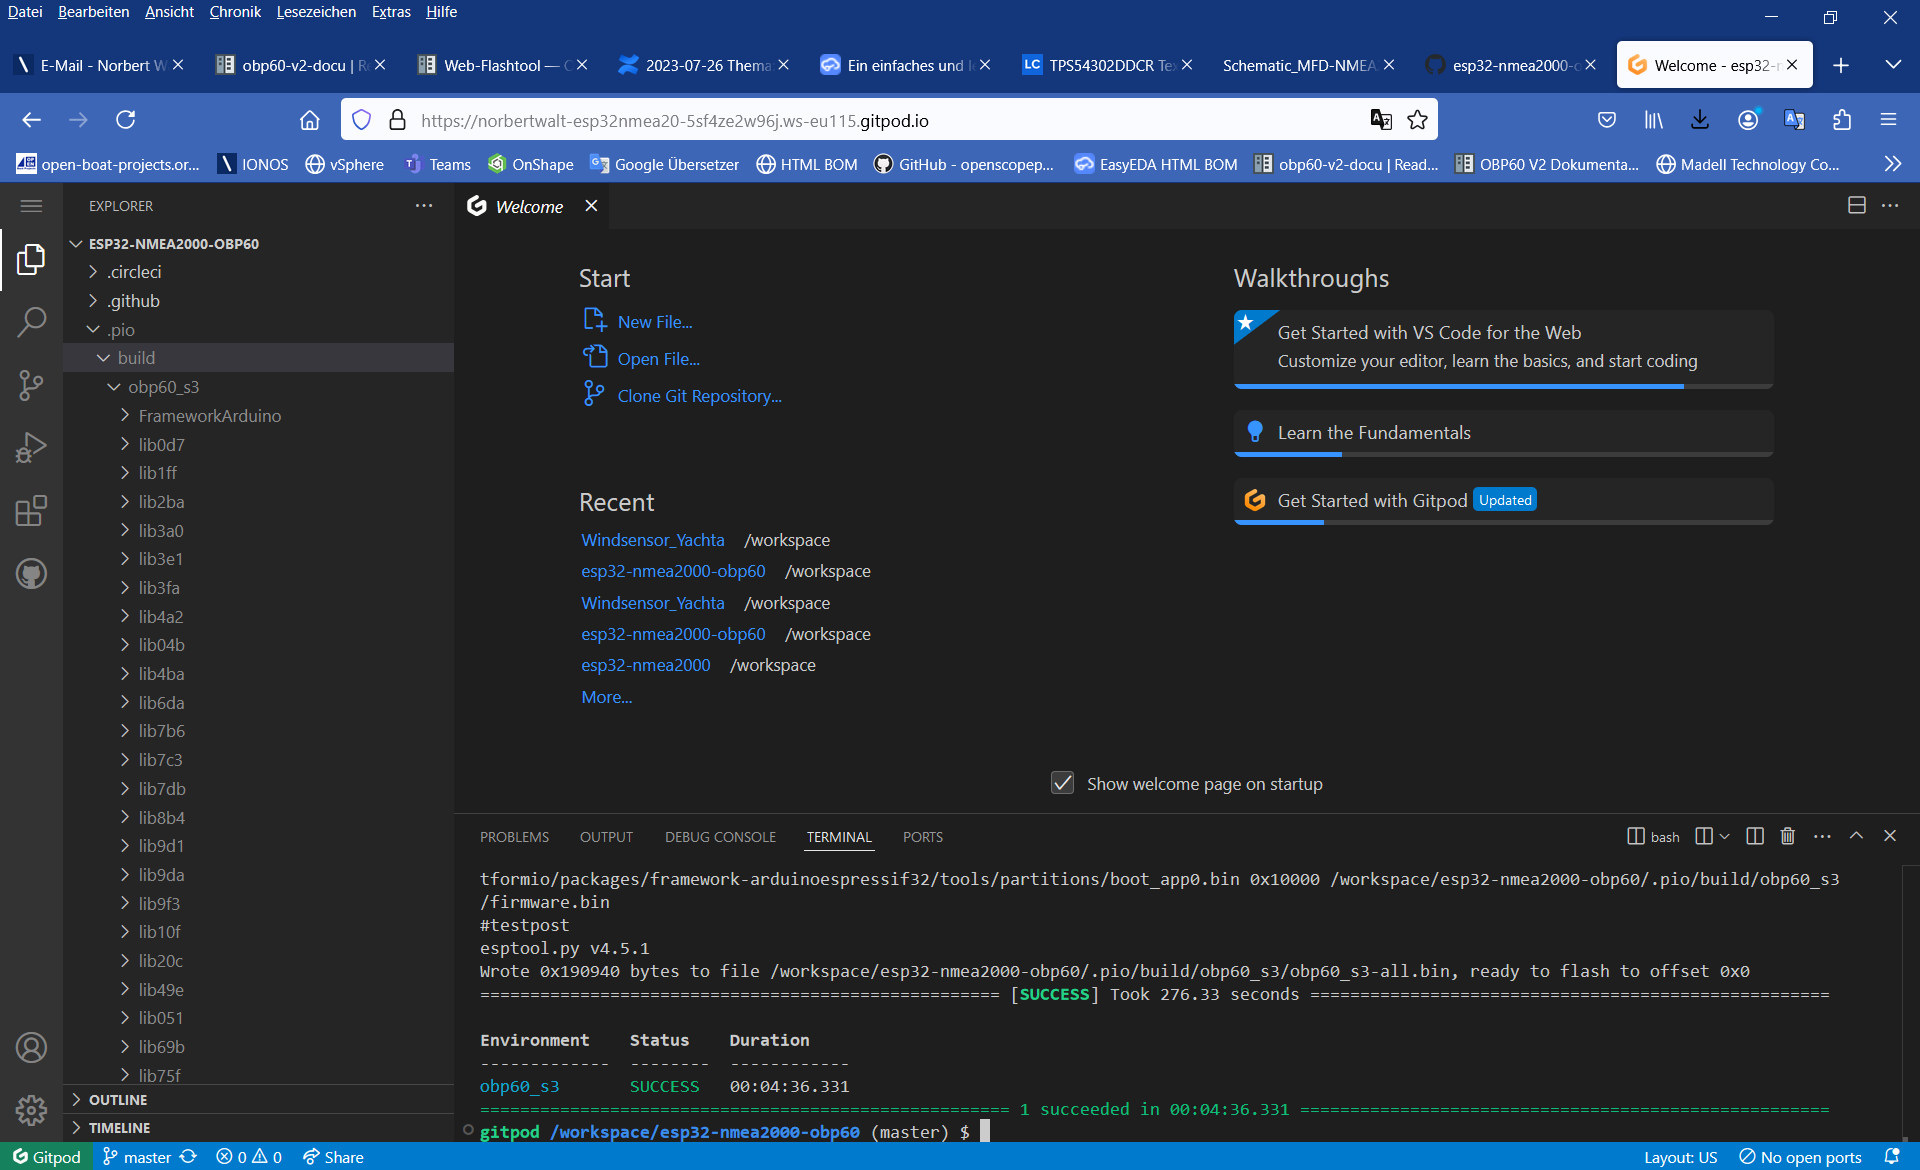 Datei Bearbeiten Ansicht Chronik Lesezeichen Extras Hilfe
E-Mail - Norbert W
obp60-v2-docu | Re
Web-Flashtool — C
2023-07-26 Thema
Ein einfaches und le
TPS54302DDCR Tex
Schematic_MFD-NMEA
esp32-nmea2000-o
Welcome - esp32-n
https://norbertwalt-esp32nmea20-5sf4ze2w96j.ws-eu115.gitpod.io
open-boat-projects.or... IONOS vSphere Teams OnShape Google Übersetzer HTML BOM GitHub - openscopep... EasyEDA HTML BOM obp60-v2-docu | Read... OBP60 V2 Dokumenta... Madell Technology Co...
EXPLORER
ESP32-NMEA2000-OBP60
.circleci
.github
.pio
build
obp60_s3
FrameworkArduino
lib0d7
lib1ff
lib2ba
lib3a0
lib3e1
lib3fa
lib4a2
lib04b
lib4ba
lib6da
lib7b6
lib7c3
lib7db
lib8b4
lib9d1
lib9da
lib9f3
lib10f
lib20c
lib49e
lib051
lib69b
lib75f
OUTLINE
TIMELINE
Welcome
Start
New File...
Open File...
Clone Git Repository...
Recent
Windsensor_Yachta /workspace
esp32-nmea2000-obp60 /workspace
Windsensor_Yachta /workspace
esp32-nmea2000-obp60 /workspace
esp32-nmea2000 /workspace
More...
Walkthroughs
Get Started with VS Code for the Web
Customize your editor, learn the basics, and start coding
Learn the Fundamentals
Get Started with Gitpod Updated
Show welcome page on startup
PROBLEMS OUTPUT DEBUG CONSOLE TERMINAL PORTS
bash
tformio/packages/framework-arduinoespressif32/tools/partitions/boot_app0.bin 0x10000 /workspace/esp32-nmea2000-obp60/.pio/build/obp60_s3
/firmware.bin
#testpost
esptool.py v4.5.1
Wrote 0x190940 bytes to file /workspace/esp32-nmea2000-obp60/.pio/build/obp60_s3/obp60_s3-all.bin, ready to flash to offset 0x0
==================================================== [SUCCESS] Took 276.33 seconds ====================================================
Environment Status Duration
------------- -------- ------------
obp60_s3 SUCCESS 00:04:36.331
===================================================== 1 succeeded in 00:04:36.331 =====================================================
gitpod /workspace/esp32-nmea2000-obp60 (master) $
Gitpod master 0 0 Share
Layout: US No open ports